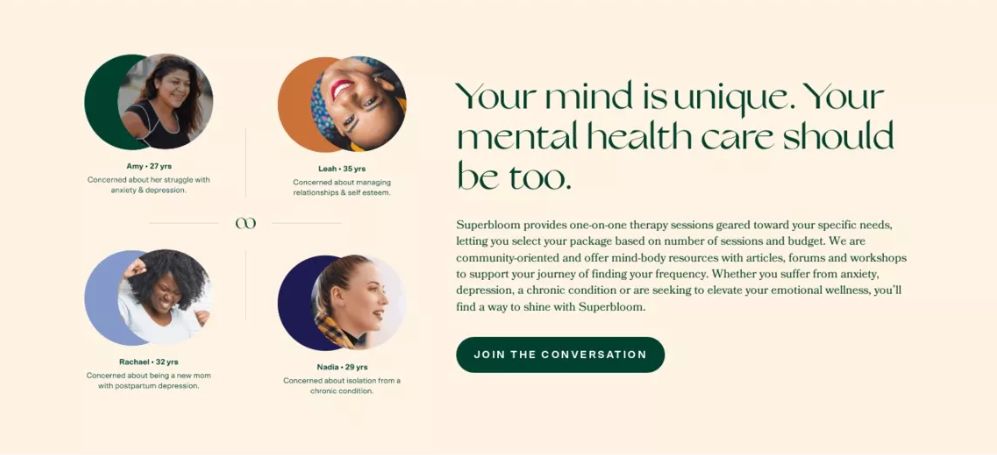 Amy • 27 yrs
Concerned about her struggle with
anxiety & depression.
Leah • 35 yrs
Concerned about managing
relationships & self esteem.
Rachael • 32 yrs
Concerned about being a new mom
with postpartum depression.
Nadia • 29 yrs
Concerned about isolation from a
chronic condition.
Your mind is unique. Your
mental health care should
be too.
Superbloom provides one-on-one therapy sessions geared toward your specific needs,
letting you select your package based on number of sessions and budget. We are
community-oriented and offer mind-body resources with articles, forums and workshops
to support your journey of finding your frequency. Whether you suffer from anxiety,
depression, a chronic condition or are seeking to elevate your emotional wellness, you'll
find a way to shine with Superbloom.
JOIN THE CONVERSATION